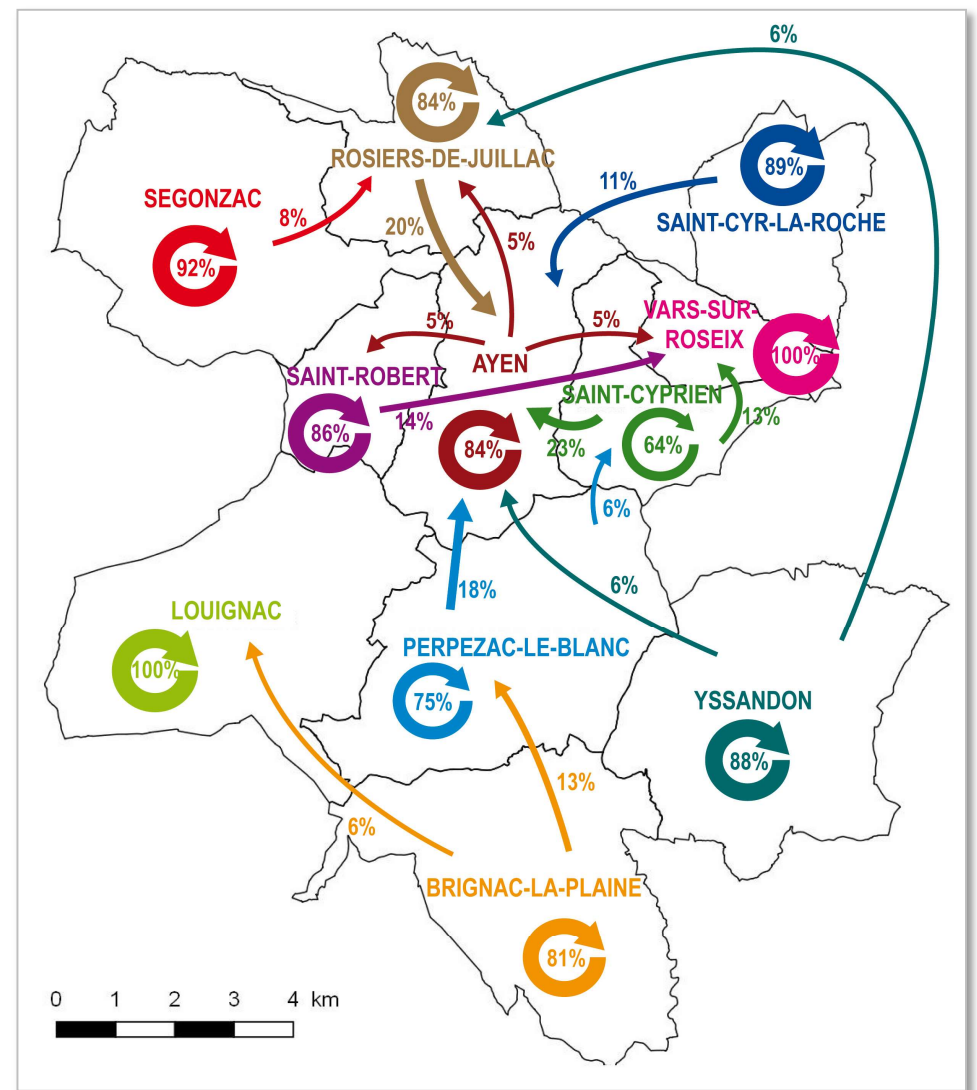 6%
84%
ROSIERS-DE-JUILLAC
89%
11%
SAINT-CYR-LA-ROCHE
SEGONZAC
8%
20%
5%
92%
5%
5%
VARS-SUR-
ROSEIX
100%
AYEN
SAINT-ROBERT
14%
SAINT-CYPRIEN
13%
86%
84%
23%
64%
6%
18%
6%
LOUIGNAC
100%
PERPEZAC-LE-BLANC
75%
YSSANDON
88%
13%
6%
BRIGNAC-LA-PLAINE
81%
0 1 2 3 4 km